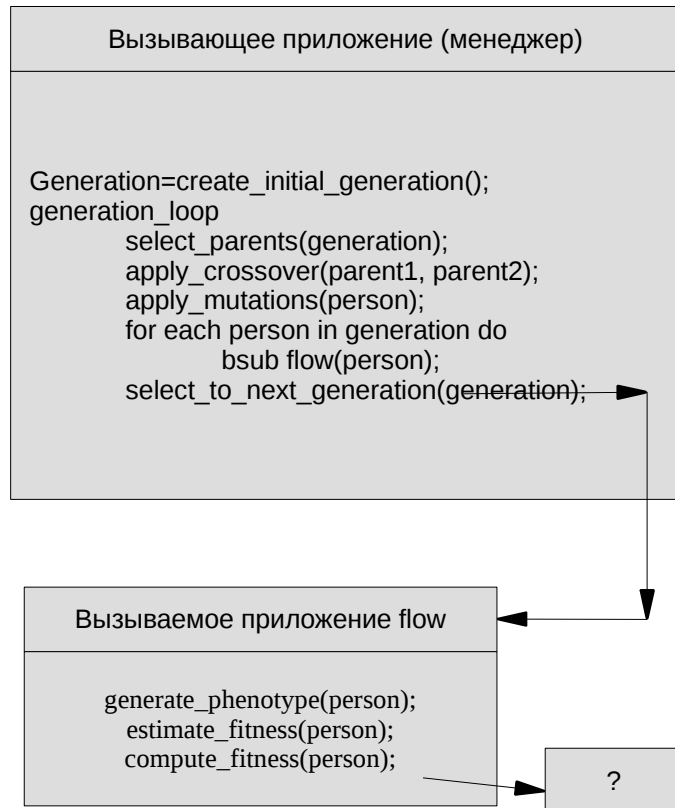 Вызывающее приложение (менеджер)
Generation=create_initial_generation();
generation_loop
select_parents(generation);
apply_crossover(parent1, parent2);
apply_mutations(person);
for each person in generation do
bsub flow(person);
select_to_next_generation(generation);
Вызываемое приложение flow
generate_phenotype(person);
estimate_fitness(person);
compute_fitness(person);
?